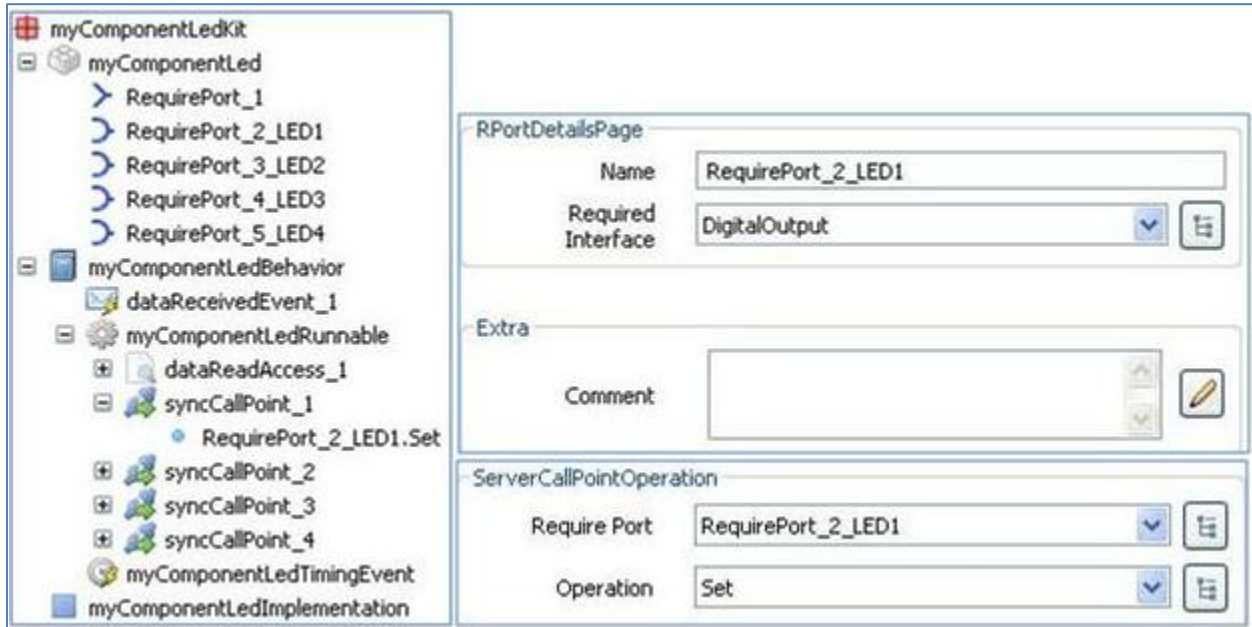 myComponentLedKit
myComponentLed
RequirePort_1
RequirePort_2_LED1
RequirePort_3_LED2
RequirePort_4_LED3
RequirePort_5_LED4
myComponentLedBehavior
dataReceivedEvent_1
myComponentLedRunnable
dataReadAccess_1
syncCallPoint_1
RequirePort_2_LED1.Set
syncCallPoint_2
syncCallPoint_3
syncCallPoint_4
myComponentLedTimingEvent
myComponentLedImplementation
RPortDetailsPage
Name RequirePort_2_LED1
Required
Interface
DigitalOutput
Extra
Comment
ServerCallPointOperation
Require Port RequirePort_2_LED1
Operation Set